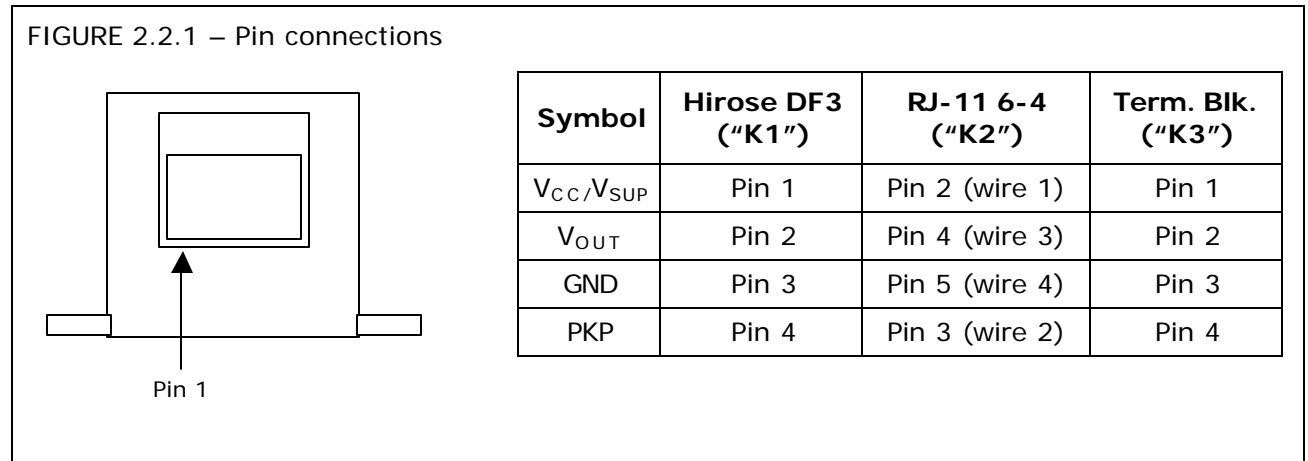 FIGURE 2.2.1 – Pin connections
Symbol Hirose DF3 ("K1") RJ-11 6-4 ("K2") Term. Blk. ("K3")
VCC/VSUP Pin 1 Pin 2 (wire 1) Pin 1
VOUT Pin 2 Pin 4 (wire 3) Pin 2
GND Pin 3 Pin 5 (wire 4) Pin 3
PKP Pin 4 Pin 3 (wire 2) Pin 4
Pin 1